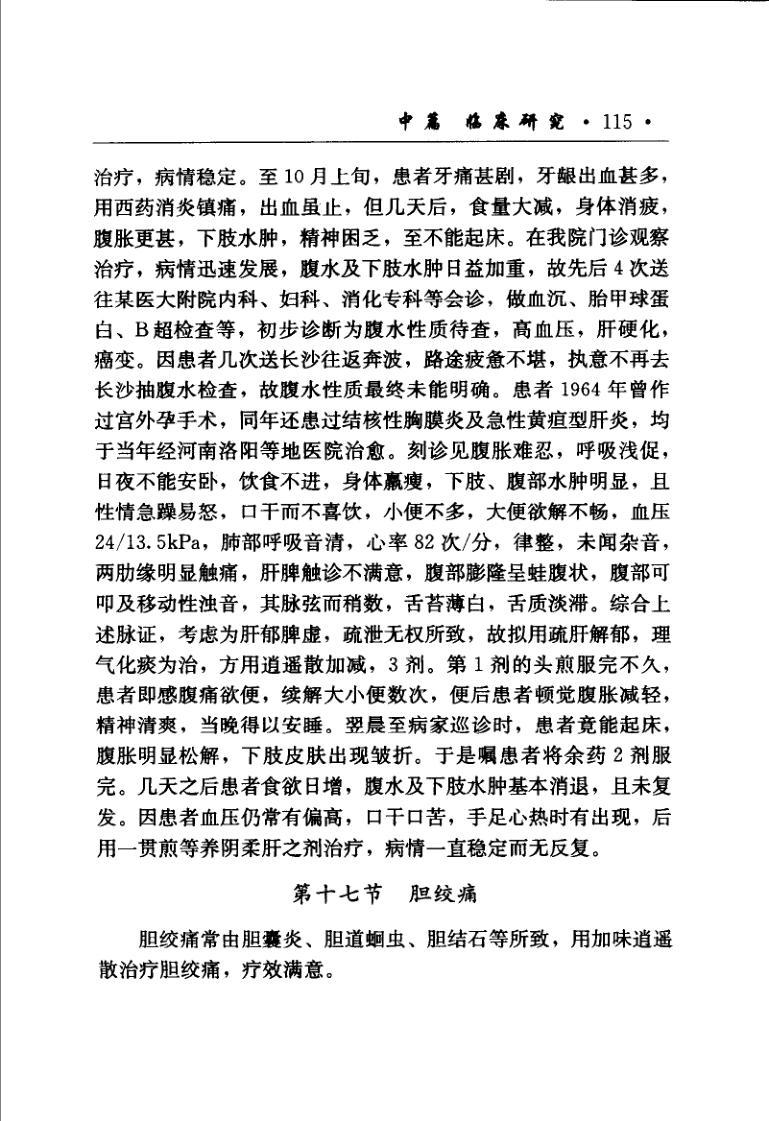 中篇 临床研究 · 115 ·
治疗，病情稳定。至 10 月上旬，患者牙痛甚剧，牙龈出血甚多，
用西药消炎镇痛，出血虽止，但几天后，食量大减，身体消疲，
腹胀更甚，下肢水肿，精神困乏，至不能起床。在我院门诊观察
治疗，病情迅速发展，腹水及下肢水肿日益加重，故先后 4 次送
往某医大附院内科、妇科、消化专科等会诊，做血沉、胎甲球蛋
白、B 超检查等，初步诊断为腹水性质待查，高血压，肝硬化，
癌变。因患者几次送长沙往返奔波，路途疲惫不堪，执意不再去
长沙抽腹水检查，故腹水性质最终未能明确。患者 1964 年曾作
过宫外孕手术，同年还患过结核性胸膜炎及急性黄疸型肝炎，均
于当年经河南洛阳等地医院治愈。刻诊见腹胀难忍，呼吸浅促，
日夜不能安卧，饮食不进，身体羸瘦，下肢、腹部水肿明显，且
性情急躁易怒，口干而不喜饮，小便不多，大便欲解不畅，血压
24/13.5kPa，肺部呼吸音清，心率 82 次/分，律整，未闻杂音，
两肋缘明显触痛，肝脾触诊不满意，腹部膨隆呈蛙腹状，腹部可
叩及移动性浊音，其脉弦而稍数，舌苔薄白，舌质淡滞。综合上
述脉证，考虑为肝郁脾虚，疏泄无权所致，故拟用疏肝解郁，理
气化痰为治，方用逍遥散加减，3 剂。第 1 剂的头煎服完不久，
患者即感腹痛欲便，续解大小便数次，便后患者顿觉腹胀减轻，
精神清爽，当晚得以安睡。翌晨至病家巡诊时，患者竟能起床，
腹胀明显松解，下肢皮肤出现皱折。于是嘱患者将余药 2 剂服
完。几天之后患者食欲日增，腹水及下肢水肿基本消退，且未复
发。因患者血压仍常有偏高，口干口苦，手足心热时有出现，后
用一贯煎等养阴柔肝之剂治疗，病情一直稳定而无反复。
第十七节 胆绞痛
胆绞痛常由胆囊炎、胆道蛔虫、胆结石等所致，用加味逍遥
散治疗胆绞痛，疗效满意。